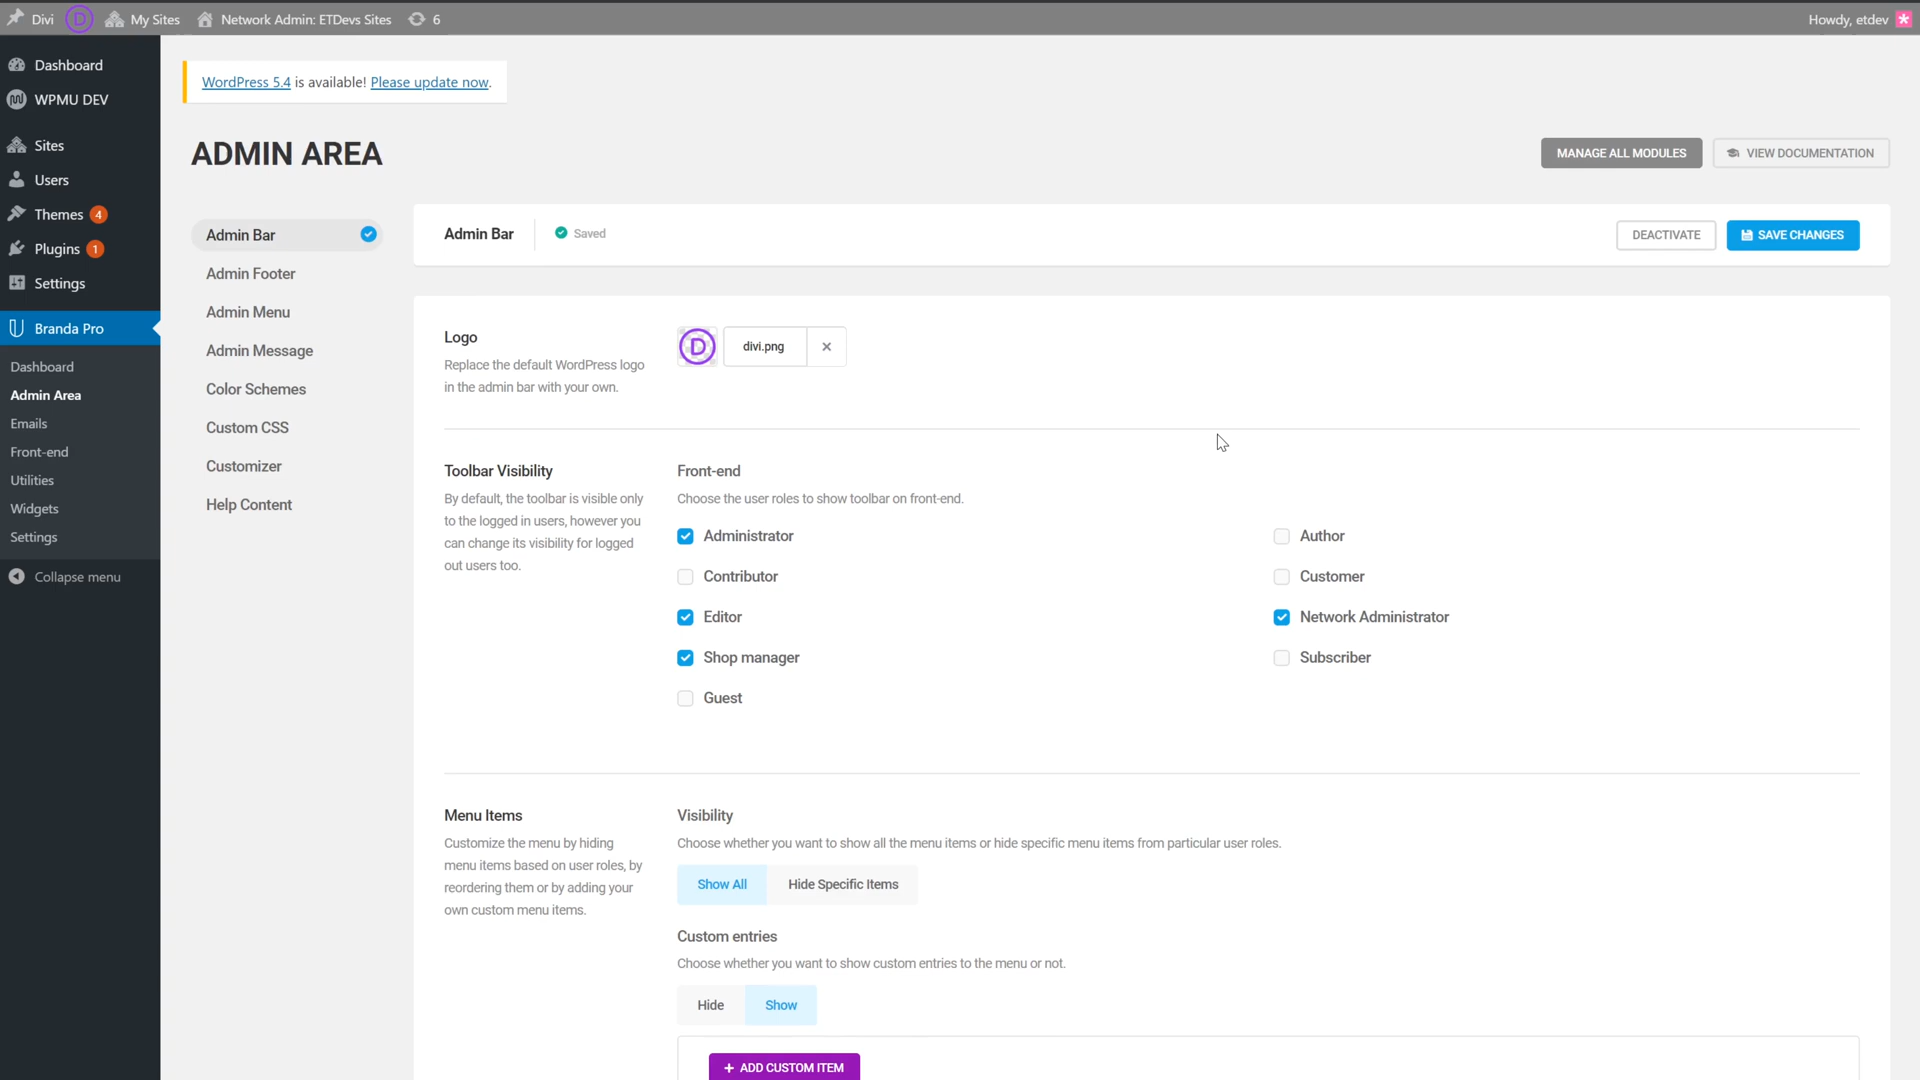 Divi
D
My Sites
Network Admin: ETDevs Sites
6
Howdy, etdev
Dashboard
WPMU DEV
Sites
Users
Themes 4
Plugins 1
Settings
Branda Pro
Dashboard
Admin Area
Emails
Front-end
Utilities
Widgets
Settings
Collapse menu
WordPress 5.4 is available! Please update now.
ADMIN AREA
MANAGE ALL MODULES
VIEW DOCUMENTATION
Admin Bar
Admin Footer
Admin Menu
Admin Message
Color Schemes
Custom CSS
Customizer
Help Content
Admin Bar
Saved
DEACTIVATE
SAVE CHANGES
Logo
Replace the default WordPress logo
in the admin bar with your own.
D
divi.png
Toolbar Visibility
By default, the toolbar is visible only
to the logged in users, however you
can change its visibility for logged
out users too.
Front-end
Choose the user roles to show toolbar on front-end.
Administrator
Author
Contributor
Customer
Editor
Network Administrator
Shop manager
Subscriber
Guest
Menu Items
Customize the menu by hiding
menu items based on user roles, by
reordering them or by adding your
own custom menu items.
Visibility
Choose whether you want to show all the menu items or hide specific menu items from particular user roles.
Show All
Hide Specific Items
Custom entries
Choose whether you want to show custom entries to the menu or not.
Hide
Show
+ ADD CUSTOM ITEM